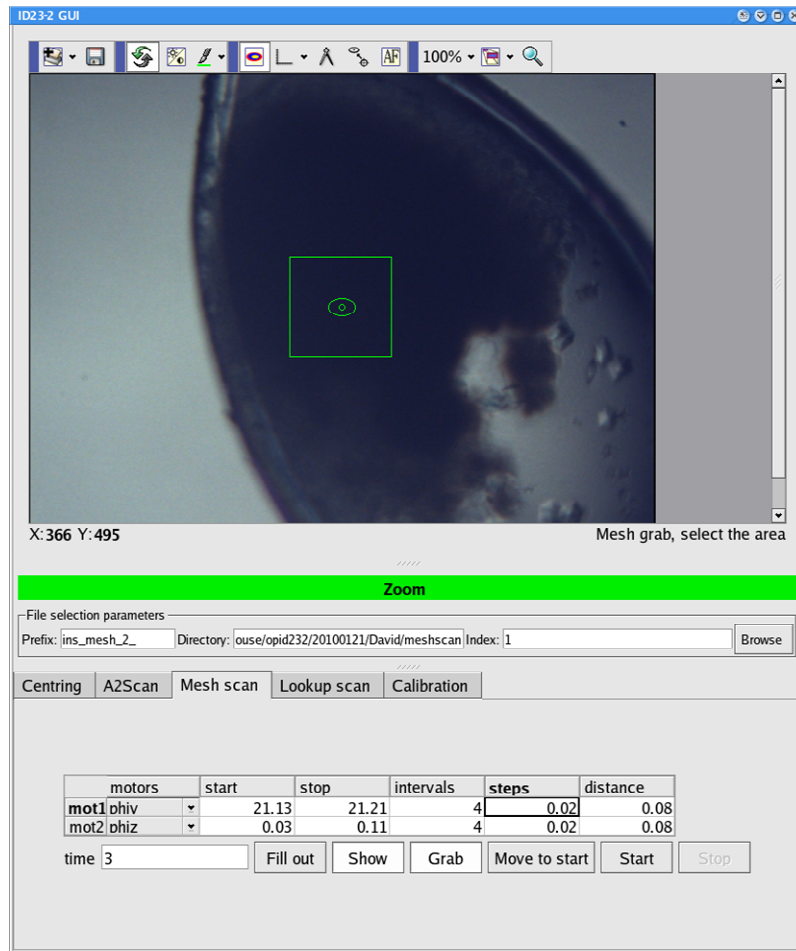 ID23-2 GUI
AF 100%
X:366 Y:495 Mesh grab, select the area
Zoom
File selection parameters
Prefix: ins_mesh_2_ Directory: ouse/opid232/20100121/David/meshscan Index: 1 Browse
Centring A2Scan Mesh scan Lookup scan Calibration
motors start stop intervals steps distance
mot1 phiy 21.13 21.21 4 0.02 0.08
mot2 phiz 0.03 0.11 4 0.02 0.08
time 3 Fill out Show Grab Move to start Start Stop